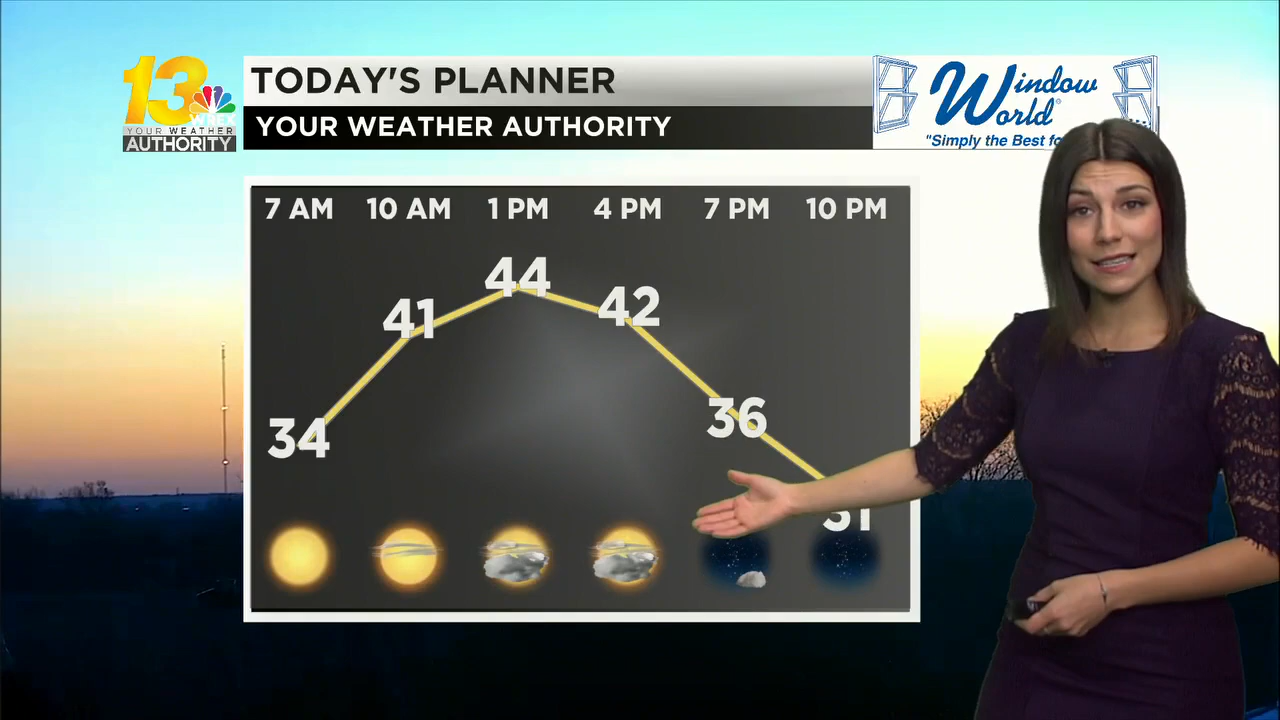 13
WREX
YOUR WEATHER
AUTHORITY
TODAY'S PLANNER
YOUR WEATHER AUTHORITY
Window
World®
"Simply the Best
7 AM 10 AM 1 PM 4 PM 7 PM 10 PM
34 41 44 42 36 31